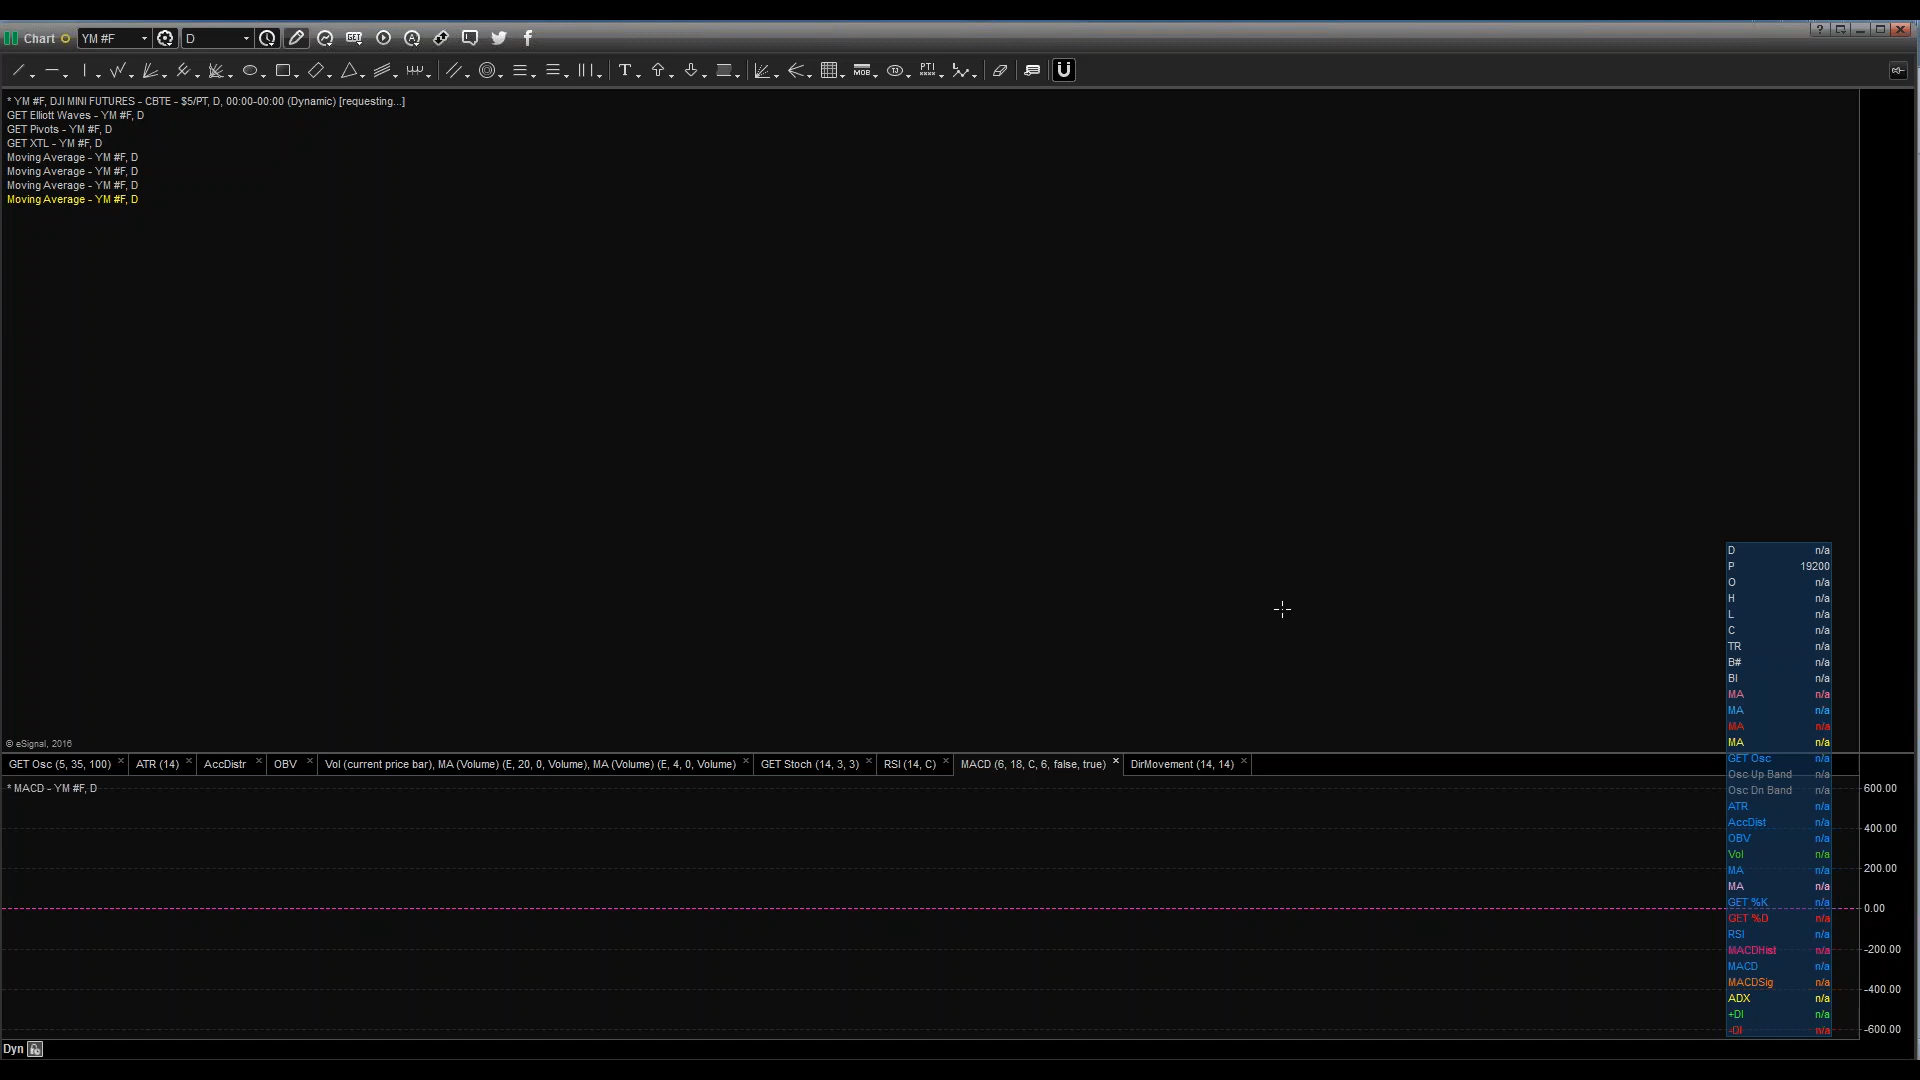 Chart YM #F D
T MOB TJ PTI
* YM #F, DJI MINI FUTURES - CBTE - $5/PT, D, 00:00-00:00 (Dynamic) [requesting...]
GET Elliott Waves - YM #F, D
GET Pivots - YM #F, D
GET XTL - YM #F, D
Moving Average - YM #F, D
Moving Average - YM #F, D
Moving Average - YM #F, D
Moving Average - YM #F, D
D n/a
P 19200
O n/a
H n/a
L n/a
C n/a
TR n/a
B# n/a
BI n/a
MA n/a
MA n/a
MA n/a
MA n/a
GET Osc n/a
Osc Up Band n/a
Osc Dn Band n/a
ATR n/a
AccDist n/a
OBV n/a
Vol n/a
MA n/a
MA n/a
GET %K n/a
GET %D n/a
RSI n/a
MACDHist n/a
MACD n/a
MACDSig n/a
ADX n/a
+DI n/a
-DI n/a
© eSignal, 2016
GET Osc (5, 35, 100) ATR (14) AccDistr OBV Vol (current price bar), MA (Volume) (E, 20, 0, Volume), MA (Volume) (E, 4, 0, Volume) GET Stoch (14, 3, 3) RSI (14, C) MACD (6, 18, C, 6, false, true) DirMovement (14, 14)
* MACD - YM #F, D
600.00
400.00
200.00
0.00
-200.00
-400.00
-600.00
Dyn